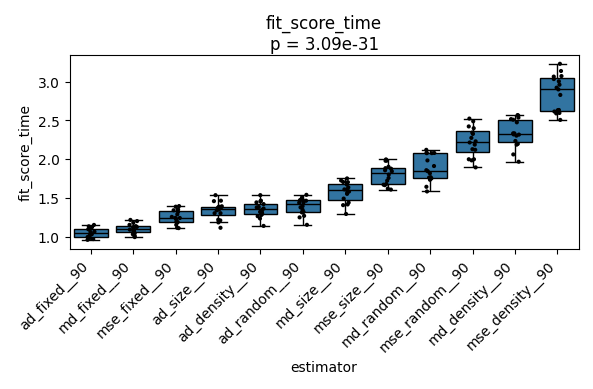 fit_score_time
p = 3.09e-31
fit_score_time
3.0
2.5
2.0
1.5
1.0
ad_fixed__90
md_fixed__90
mse_fixed__90
ad_size__90
ad_density__90
ad_random__90
md_size__90
mse_size__90
md_random__90
mse_random__90
md_density__90
mse_density__90
estimator